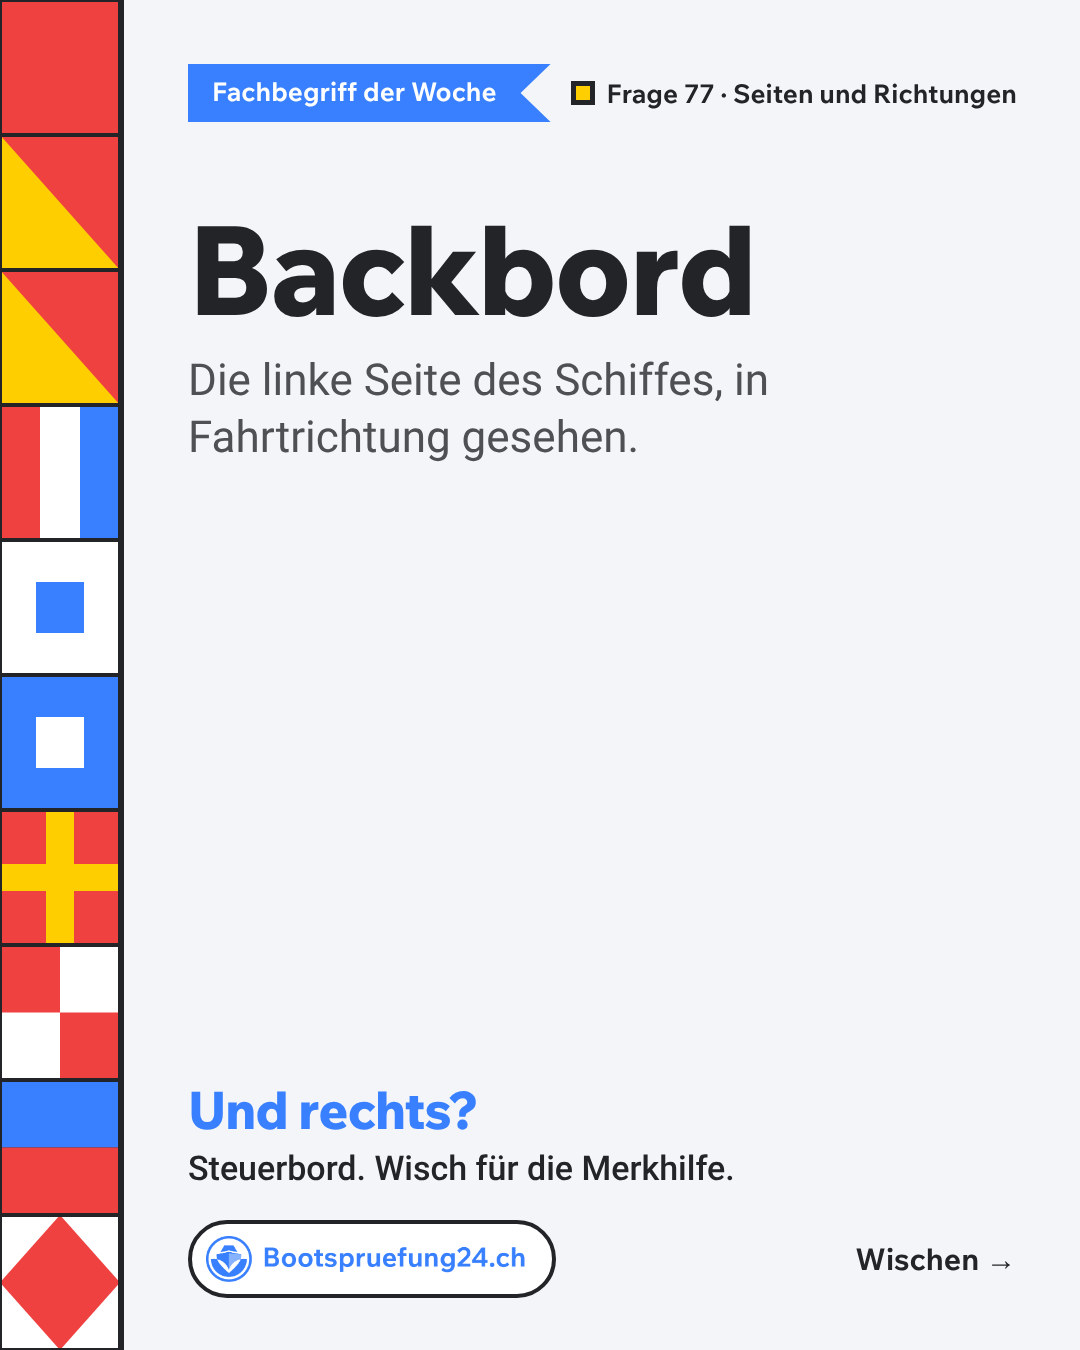 Fachbegriff der Woche
Frage 77 · Seiten und Richtungen
Backbord
Die linke Seite des Schiffes, in
Fahrtrichtung gesehen.
Und rechts?
Steuerbord. Wisch für die Merkhilfe.
Bootspruefung24.ch
Wischen →